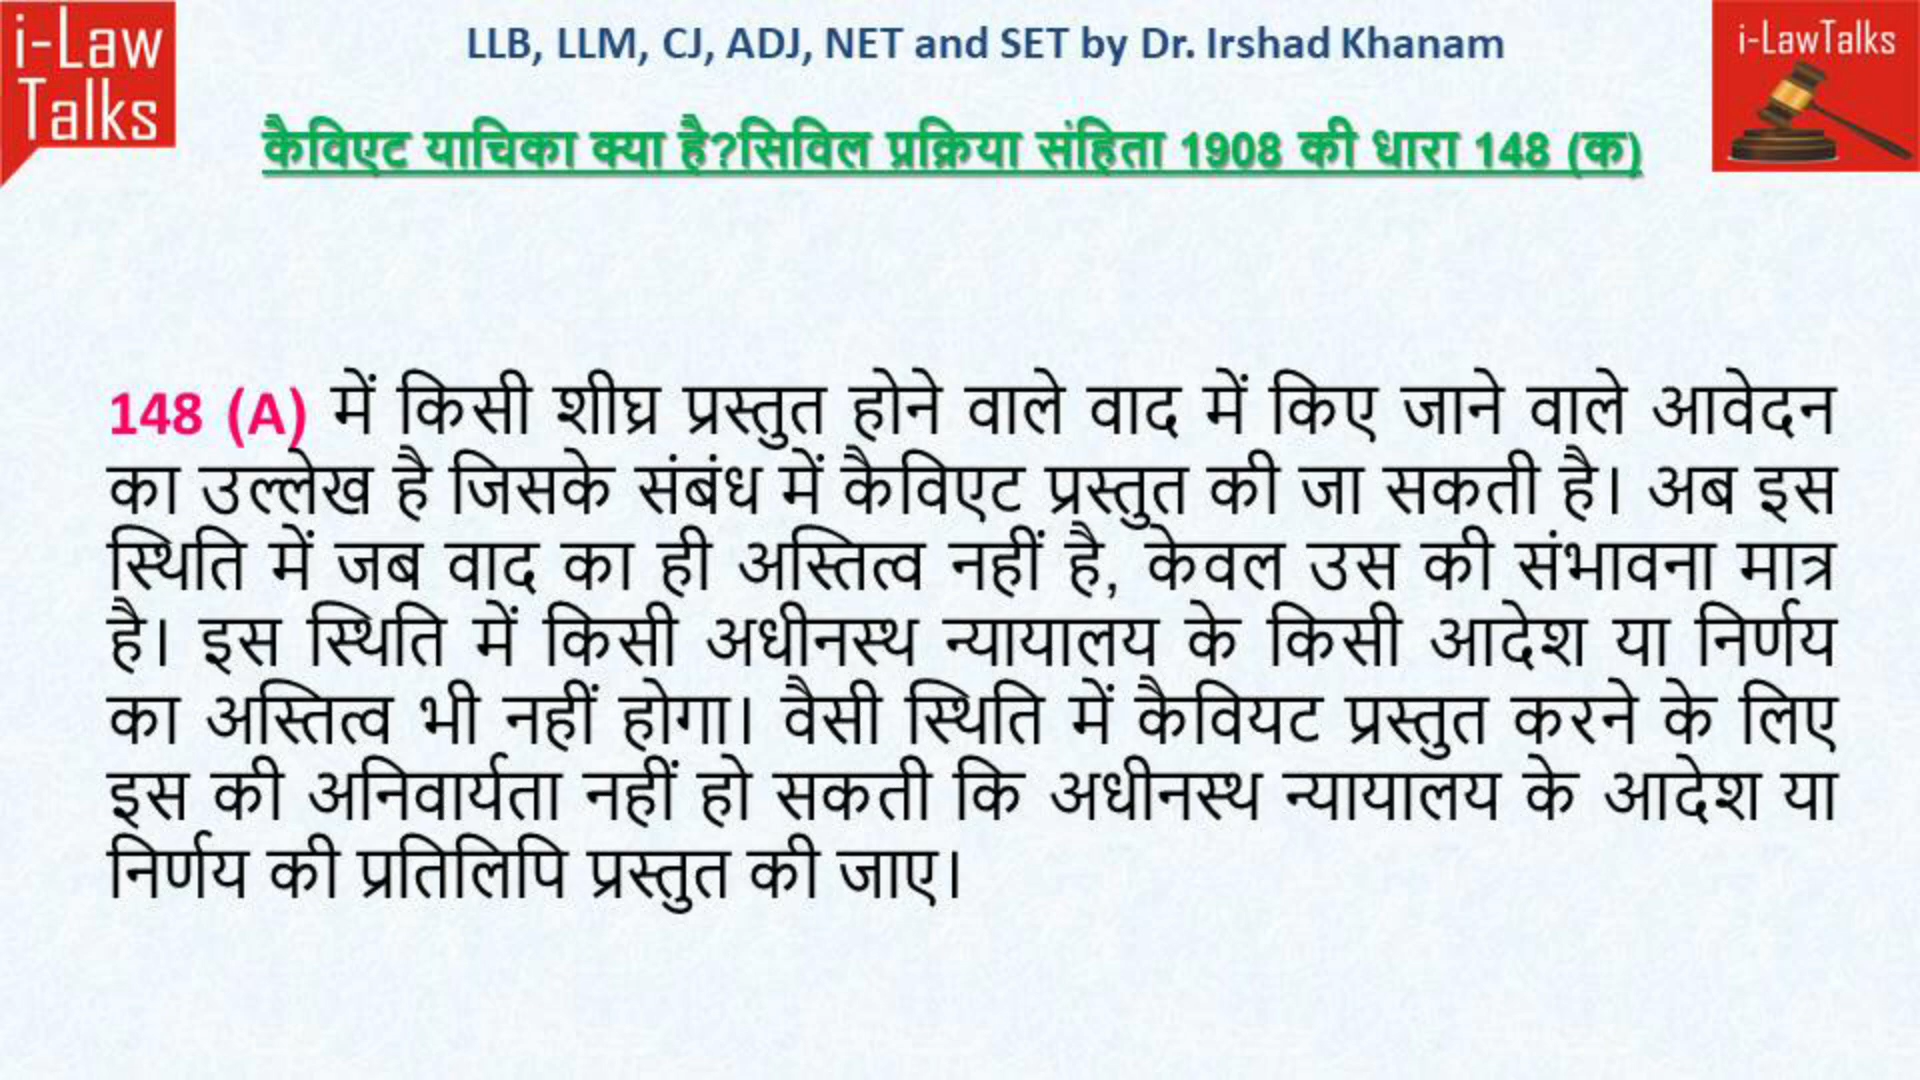 i-Law
Talks
LLB, LLM, CJ, ADJ, NET and SET by Dr. Irshad Khanam
i-LawTalks
कैविएट याचिका क्या है?सिविल प्रक्रिया संहिता 1908 की धारा 148 (क)
148 (A) में किसी शीघ्र प्रस्तुत होने वाले वाद में किए जाने वाले आवेदन
का उल्लेख है जिसके संबंध में कैविएट प्रस्तुत की जा सकती है। अब इस
स्थिति में जब वाद का ही अस्तित्व नहीं है, केवल उस की संभावना मात्र
है। इस स्थिति में किसी अधीनस्थ न्यायालय के किसी आदेश या निर्णय
का अस्तित्व भी नहीं होगा। वैसी स्थिति में कैवियट प्रस्तुत करने के लिए
इस की अनिवार्यता नहीं हो सकती कि अधीनस्थ न्यायालय के आदेश या
निर्णय की प्रतिलिपि प्रस्तुत की जाए।